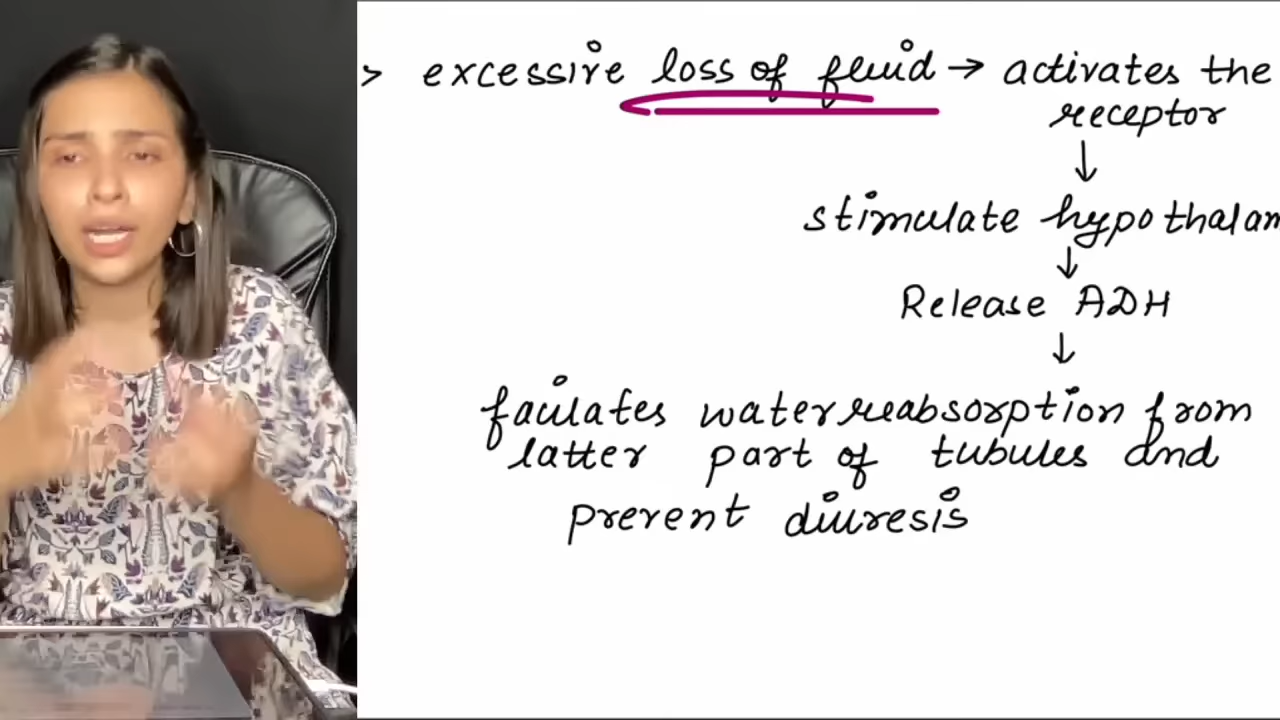 > excessive loss of fluid → activates the
receptor
↓
stimulate hypothalam
↓
Release ADH
↓
failates water reabsorption from
latter part of tubules and
prevent diuresis